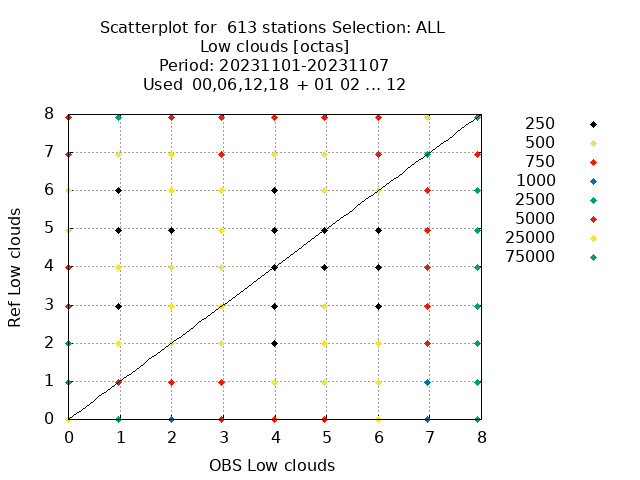 Scatterplot for 613 stations Selection: ALL
Low clouds [octas]
Period: 20231101-20231107
Used 00,06,12,18 + 01 02 ... 12
250
500
750
1000
2500
5000
25000
75000
8
7
6
5
4
3
2
1
0
Ref Low clouds
0 1 2 3 4 5 6 7 8
OBS Low clouds